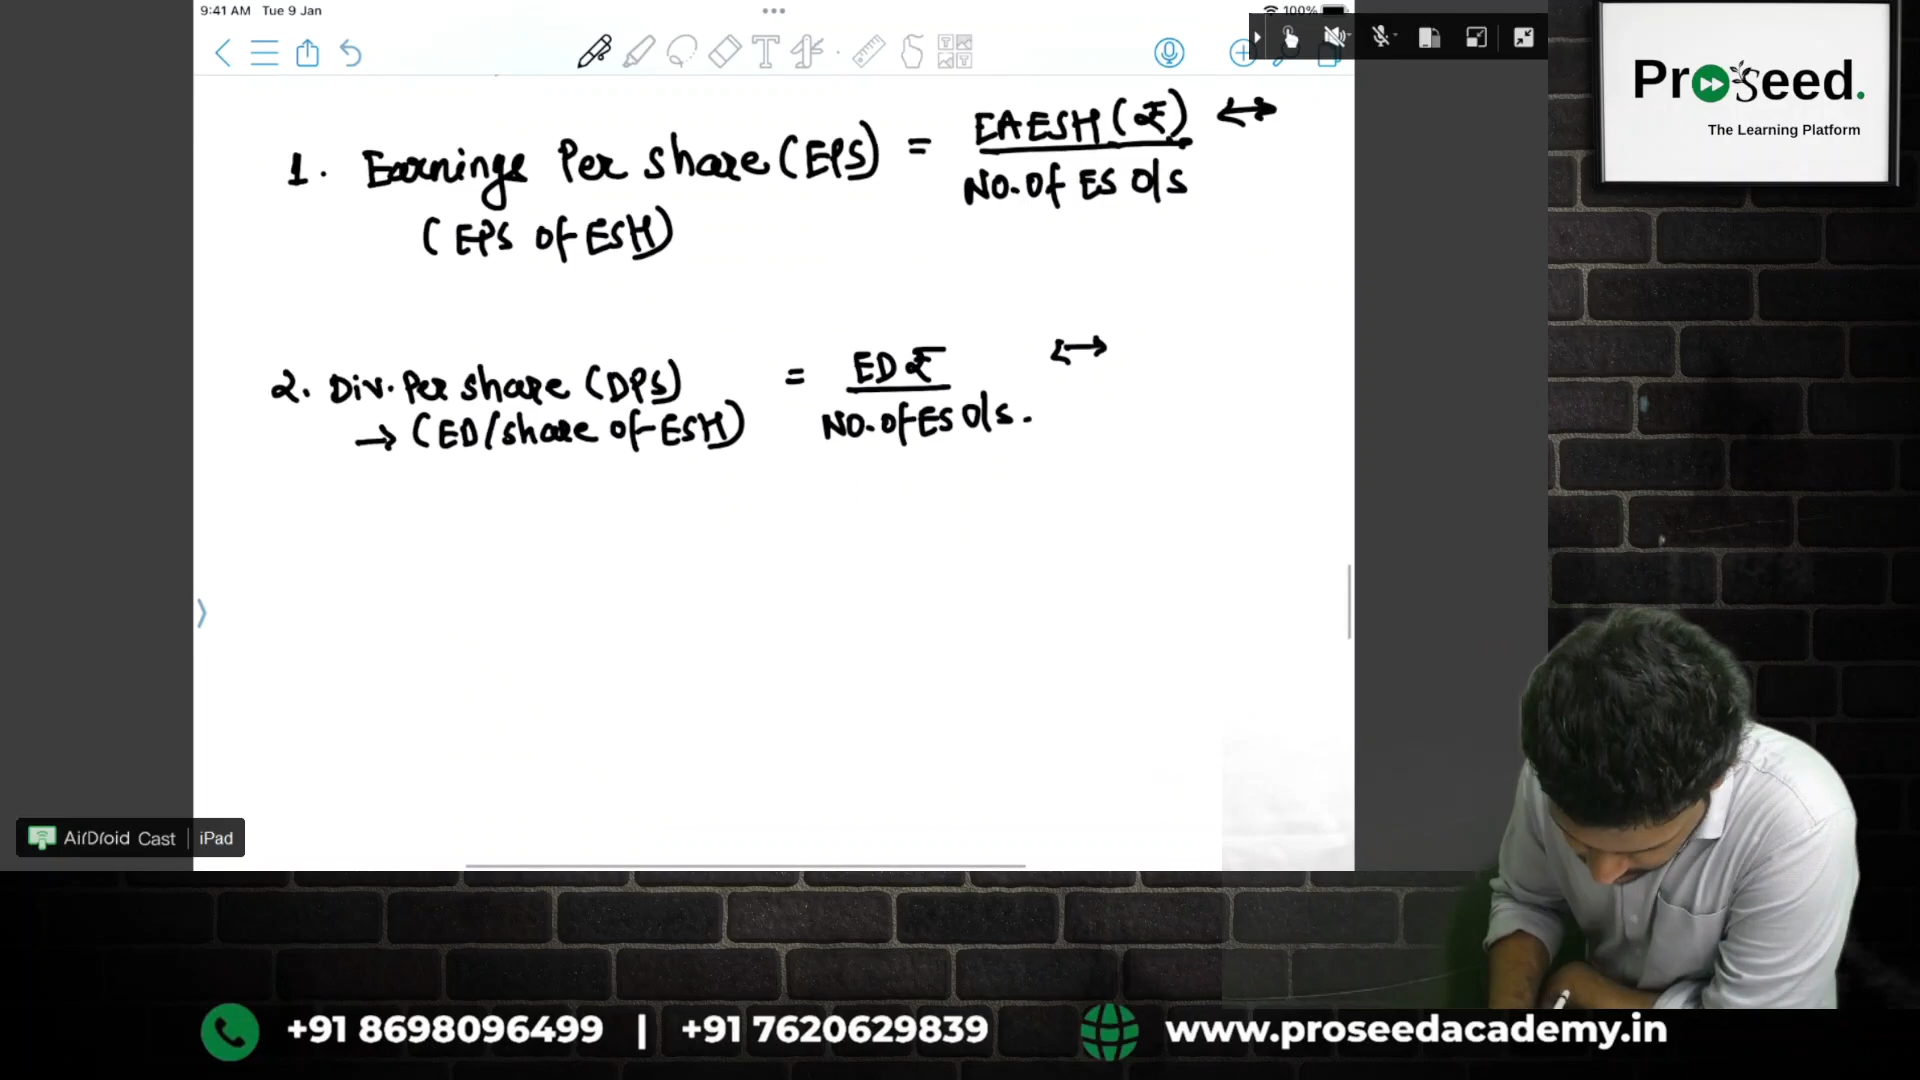 9:41 AM Tue 9 Jan
100%
Proseed.
The Learning Platform
1. Earnings Per share (EPS) = EAESH (₹) ↔
No. of ES O/s
(EPS of ESH)
2. Div. Per share (DPS) = ED ₹ ↔
→ (ED/share of ESH) No. of ES O/s.
AirDroid Cast | iPad
+91 8698096499 | +91 7620629839 www.proseedacademy.in